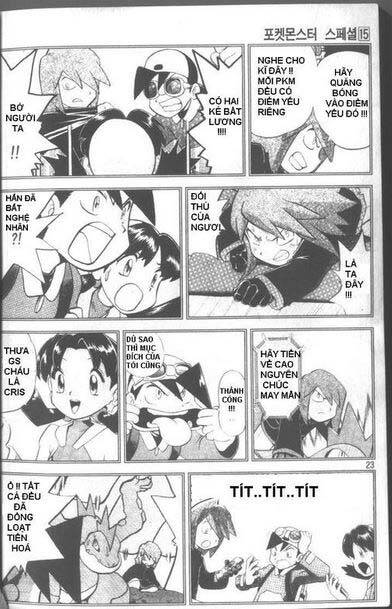 포켓몬스터 스페셜 15
HÃY
QUẢNG
BÓNG
VÀO ĐIỂM
YẾU ĐÓ !!!
NGHE CHO
KĨ ĐÂY !!
MỖI PKM
ĐỀU CÓ
ĐIỂM YẾU
RIÊNG
CÓ HAI
KẺ BẤT
LƯƠNG
!!!!
BỚ
NGƯỜI
TA
!!
ĐỐI
THỦ
CỦA
NGƯƠI
LÀ
TA
ĐÂY
!!!
HẮN ĐÃ
BẮT
NGHỆ
NHÂN
?!
HÃY TIẾN
VỀ CAO
NGUYÊN
CHÚC
MAY MẮN
DÙ SAO
THÌ MỤC
ĐÍCH CỦA
TÔI CŨNG
THÀNH
CÔNG
!!!
THƯA
GS
CHÁU
LÀ
CRIS
23
TÍT..TÍT..TÍT
Ồ !! TẤT
CẢ ĐỀU
ĐÃ
ĐỒNG
LOẠT
TIẾN
HOÁ